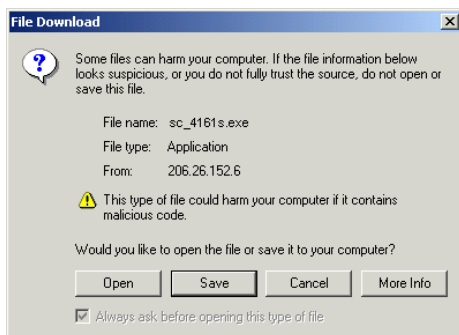 File Download
Some files can harm your computer. If the file information below
looks suspicious, or you do not fully trust the source, do not open or
save this file.
File name: sc_4161s.exe
File type: Application
From: 206.26.152.6
This type of file could harm your computer if it contains
malicious code.
Would you like to open the file or save it to your computer?
Open Save Cancel More Info
Always ask before opening this type of file